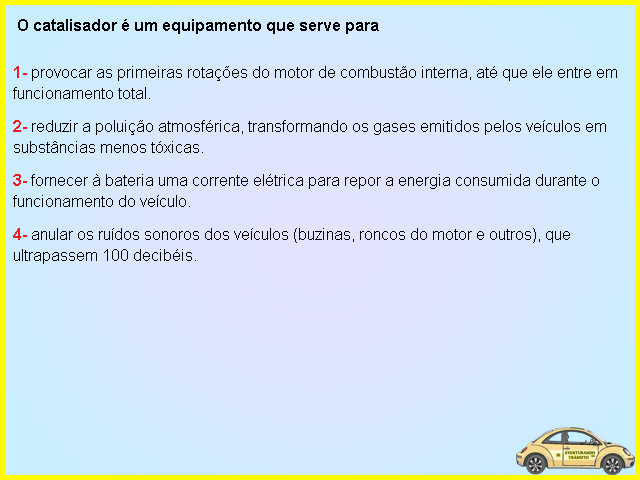 O catalisador é um equipamento que serve para
1- provocar as primeiras rotações do motor de combustão interna, até que ele entre em
funcionamento total.
2- reduzir a poluição atmosférica, transformando os gases emitidos pelos veículos em
substâncias menos tóxicas.
3- fornecer à bateria uma corrente elétrica para repor a energia consumida durante o
funcionamento do veículo.
4- anular os ruídos sonoros dos veículos (buzinas, roncos do motor e outros), que
ultrapassem 100 decibéis.
AVENTURANDO
TRÂNSITO